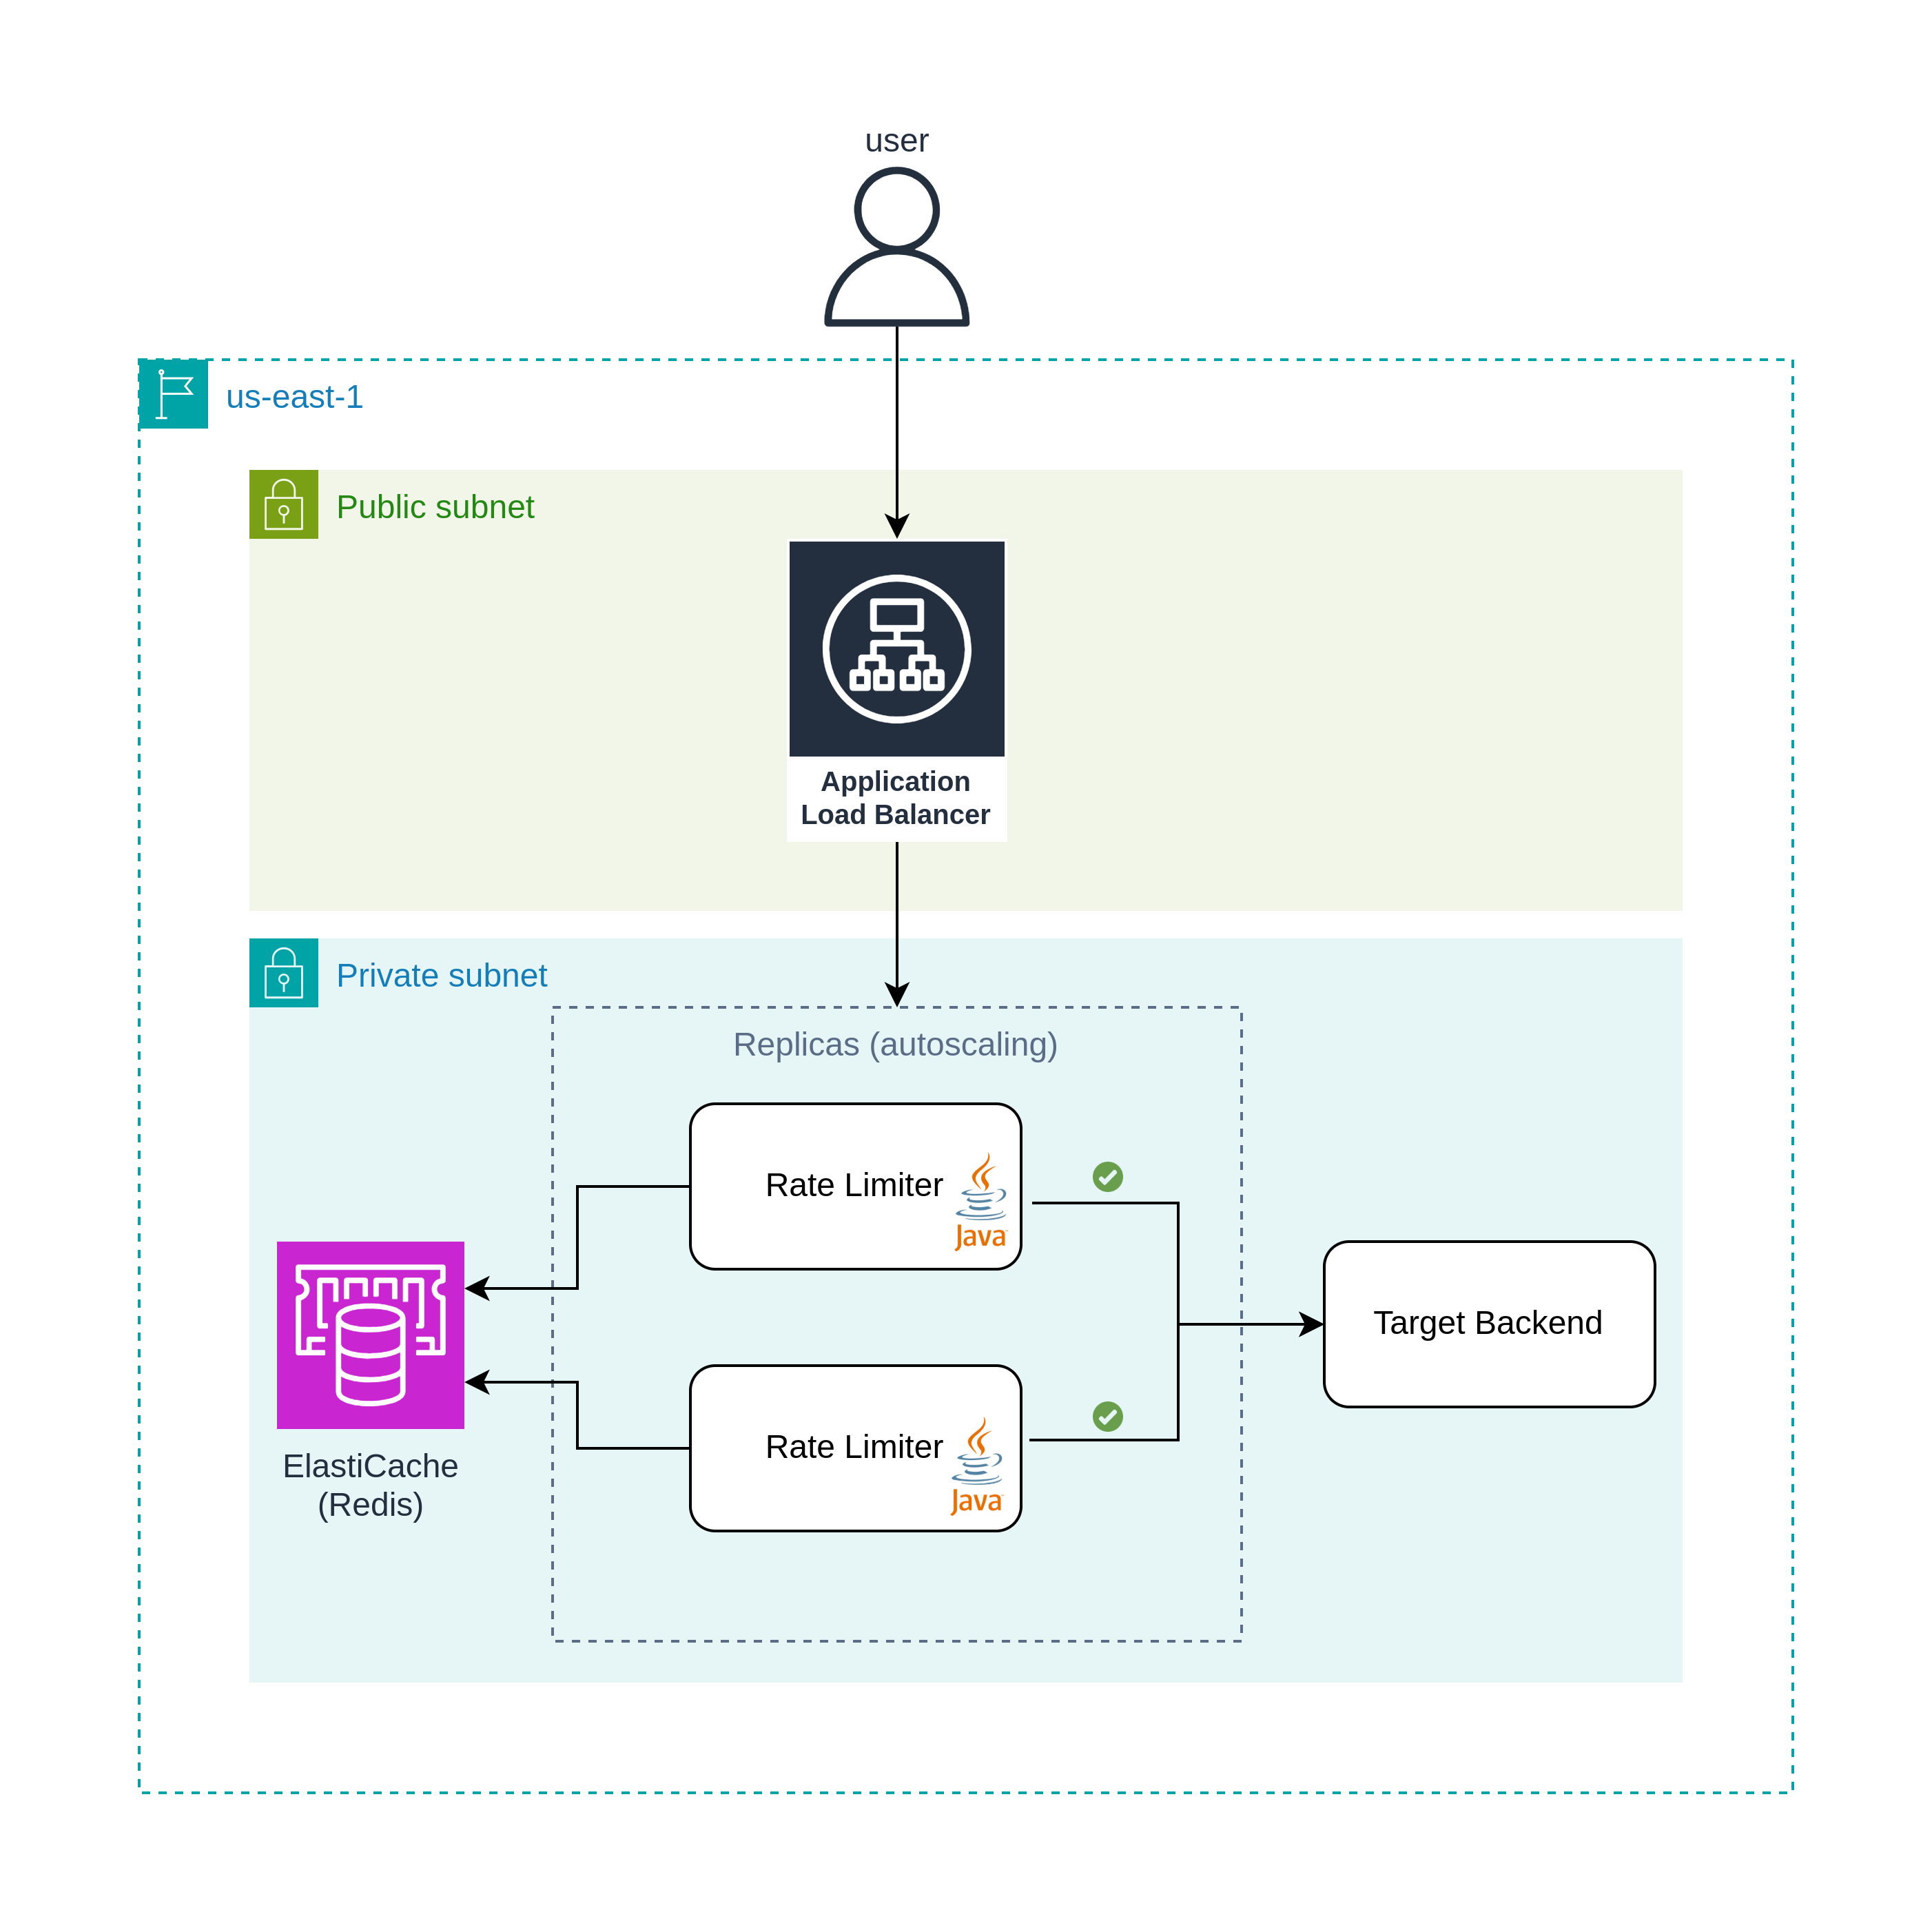 user
us-east-1
Public subnet
Application
Load Balancer
Private subnet
Replicas (autoscaling)
Rate Limiter
Java
Target Backend
Rate Limiter
Java
ElastiCache
(Redis)